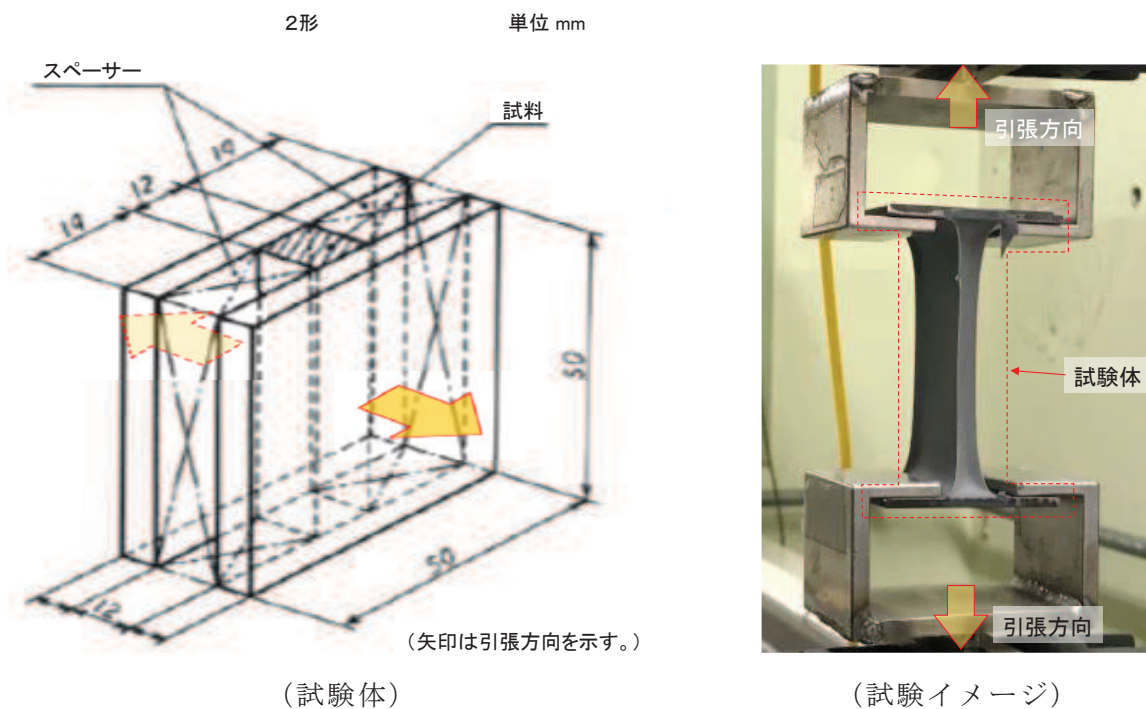 2形 単位 mm
スペーサー
試料
19
12
19
50
50
12
(矢印は引張方向を示す。)
(試験体)
引張方向
試験体
引張方向
(試験イメージ)